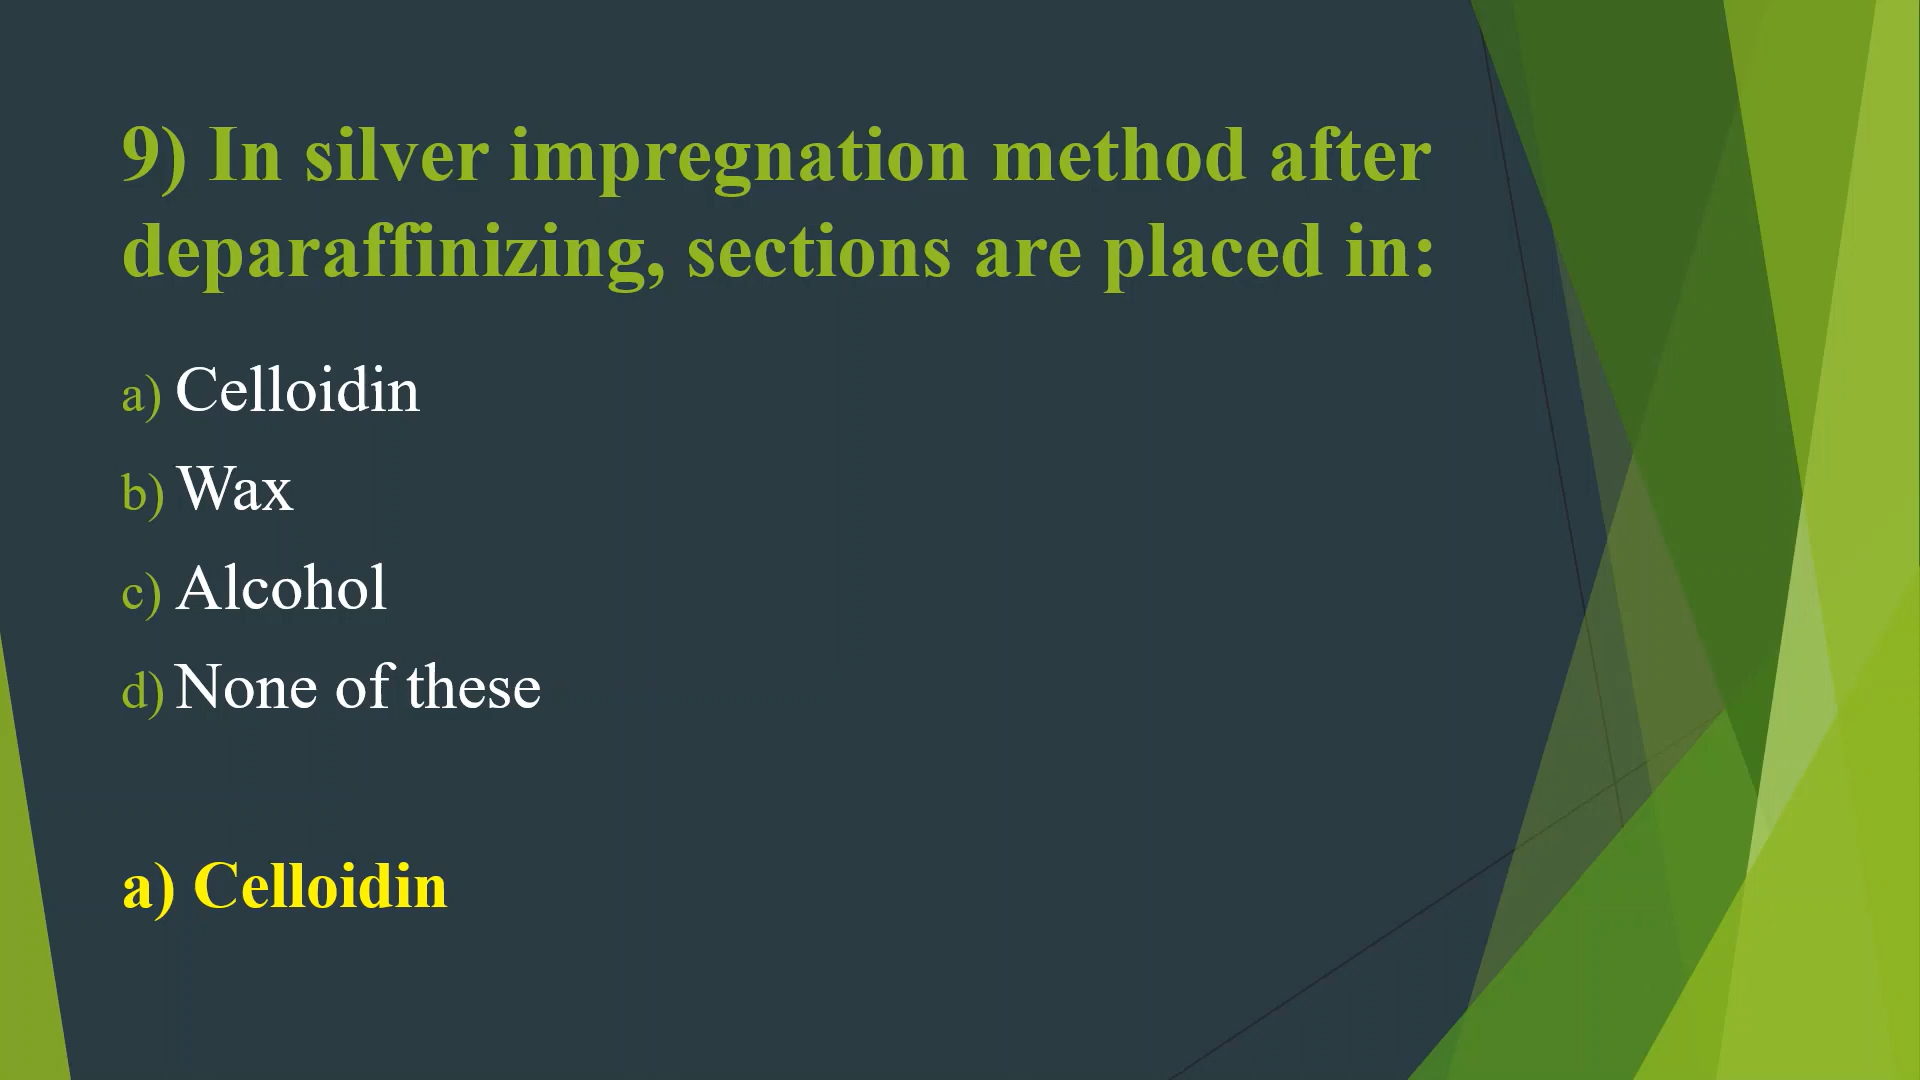 9) In silver impregnation method after
deparaffinizing, sections are placed in:
a) Celloidin
b) Wax
c) Alcohol
d) None of these
a) Celloidin